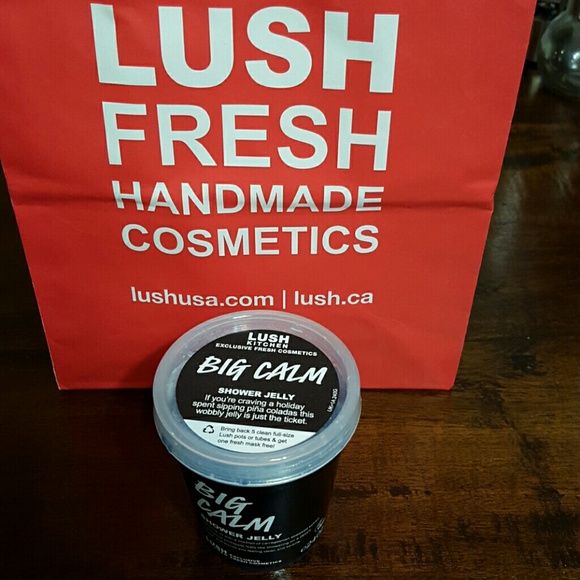 LUSH
FRESH
HANDMADE
COSMETICS
lushusa.com | lush.ca
LUSH
KITCHEN
EXCLUSIVE FRESH COSMETICS
BIG CALM
SHOWER JELLY
If you're craving a holiday
spent sipping piña coladas this
wobbly jelly is just the ticket.
Bring back 5 clean full-size
Lush pots or tubes & get
one fresh mask free!
BIG
CALM
SHOWER JELLY